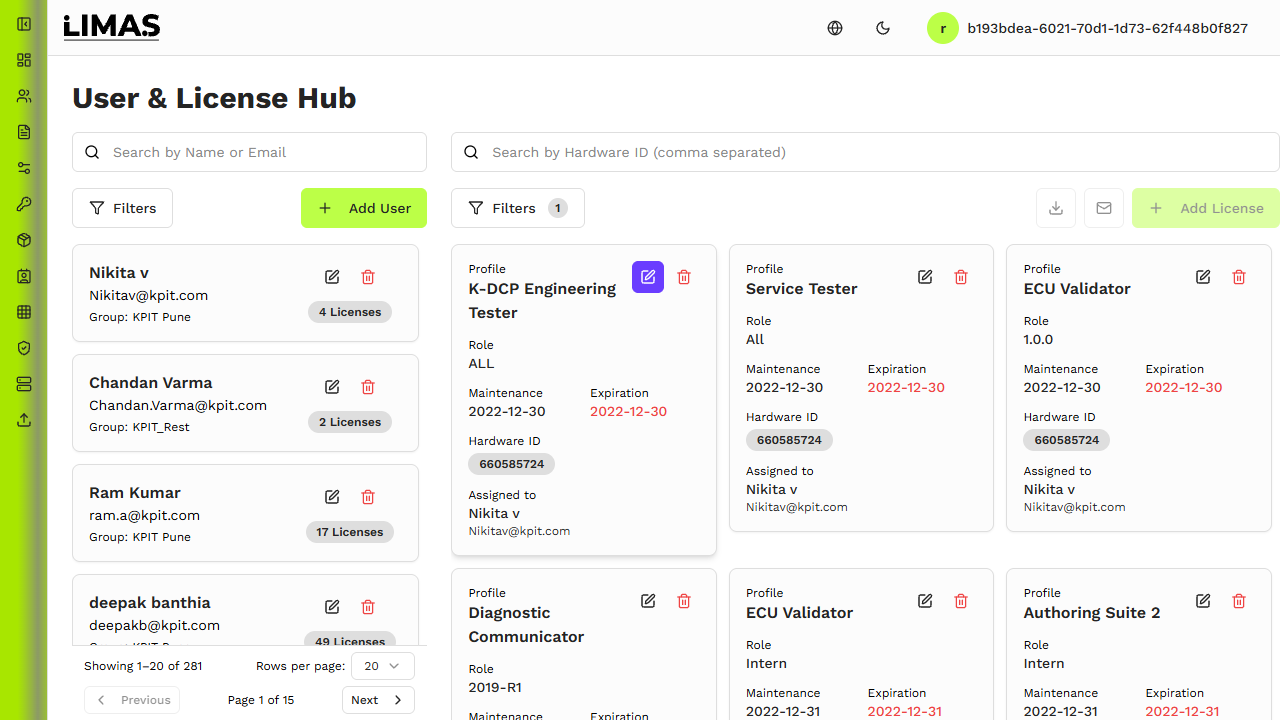 LIMAS
r
b193bdea-6021-70d1-1d73-62f448b0f827
User & License Hub
Search by Name or Email
Search by Hardware ID (comma separated)
Filters
Add User
Filters 1
Add License
Nikita v
Nikitav@kpit.com
Group: KPIT Pune
4 Licenses
Chandan Varma
Chandan.Varma@kpit.com
Group: KPIT_Rest
2 Licenses
Ram Kumar
ram.a@kpit.com
Group: KPIT Pune
17 Licenses
deepak banthia
deepakb@kpit.com
49 Licenses
Showing 1–20 of 281
Rows per page: 20
Previous
Page 1 of 15
Next
Profile
K-DCP Engineering
Tester
Role
ALL
Maintenance Expiration
2022-12-30 2022-12-30
Hardware ID
660585724
Assigned to
Nikita v
Nikitav@kpit.com
Profile
Service Tester
Role
All
Maintenance Expiration
2022-12-30 2022-12-30
Hardware ID
660585724
Assigned to
Nikita v
Nikitav@kpit.com
Profile
ECU Validator
Role
1.0.0
Maintenance Expiration
2022-12-30 2022-12-30
Hardware ID
660585724
Assigned to
Nikita v
Nikitav@kpit.com
Profile
Diagnostic
Communicator
Role
2019-R1
Maintenance Expiration
Profile
ECU Validator
Role
Intern
Maintenance Expiration
2022-12-31 2022-12-31
Profile
Authoring Suite 2
Role
Intern
Maintenance Expiration
2022-12-31 2022-12-31